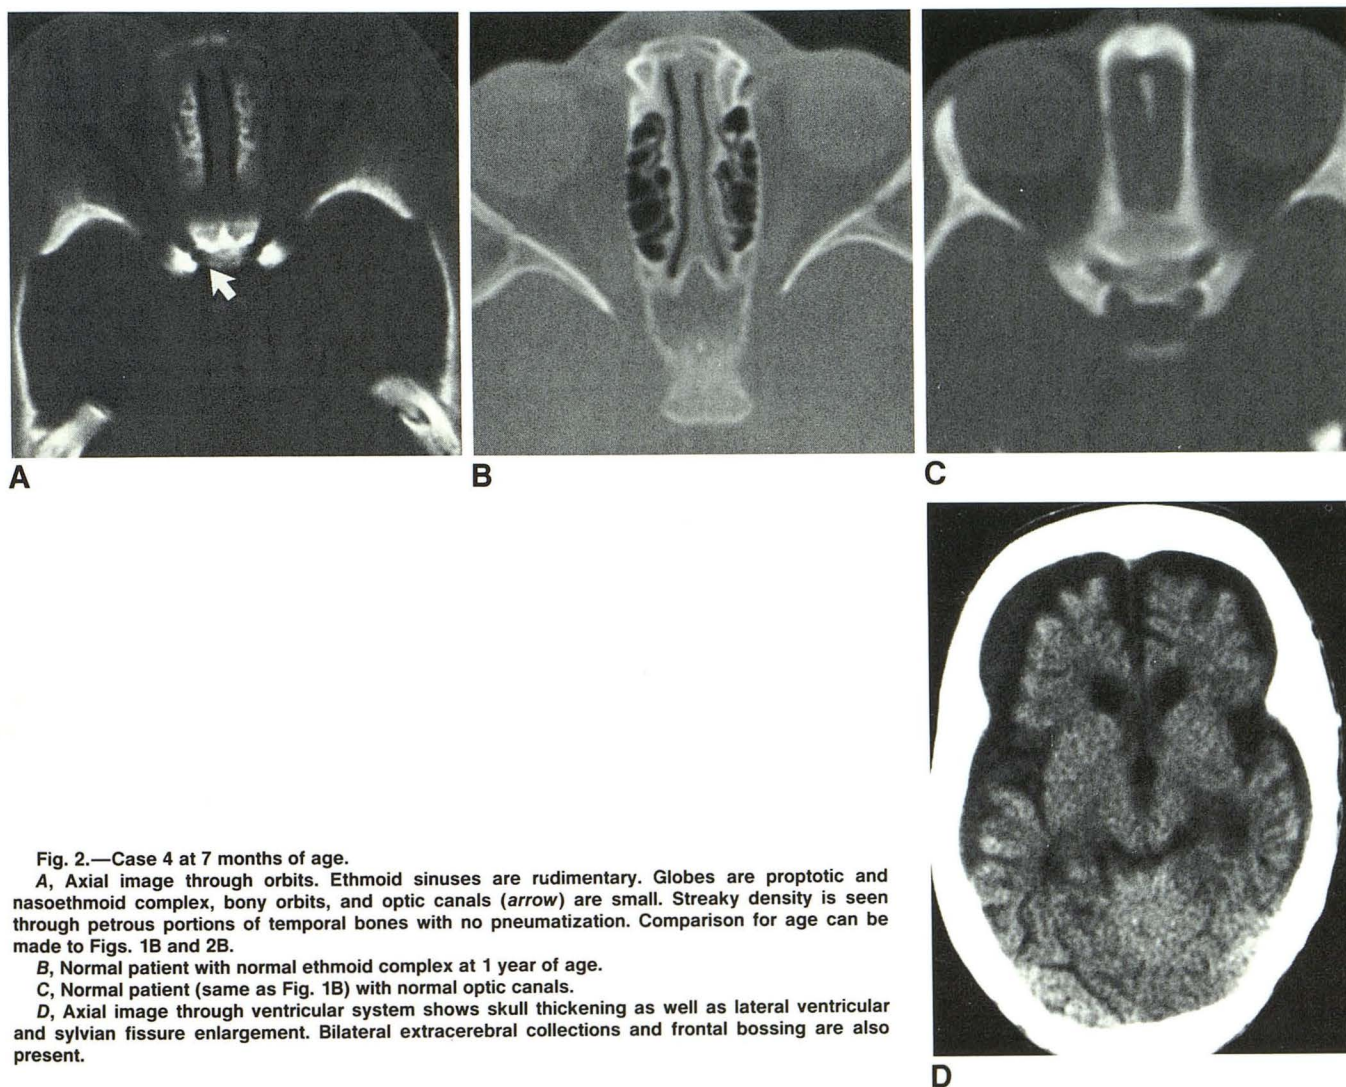 A
B
C
Fig. 2.—Case 4 at 7 months of age.
A, Axial image through orbits. Ethmoid sinuses are rudimentary. Globes are proptotic and
nasoethmoid complex, bony orbits, and optic canals (arrow) are small. Streaky density is seen
through petrous portions of temporal bones with no pneumatization. Comparison for age can be
made to Figs. 1B and 2B.
B, Normal patient with normal ethmoid complex at 1 year of age.
C, Normal patient (same as Fig. 1B) with normal optic canals.
D, Axial image through ventricular system shows skull thickening as well as lateral ventricular
and sylvian fissure enlargement. Bilateral extracerebral collections and frontal bossing are also
present.
D